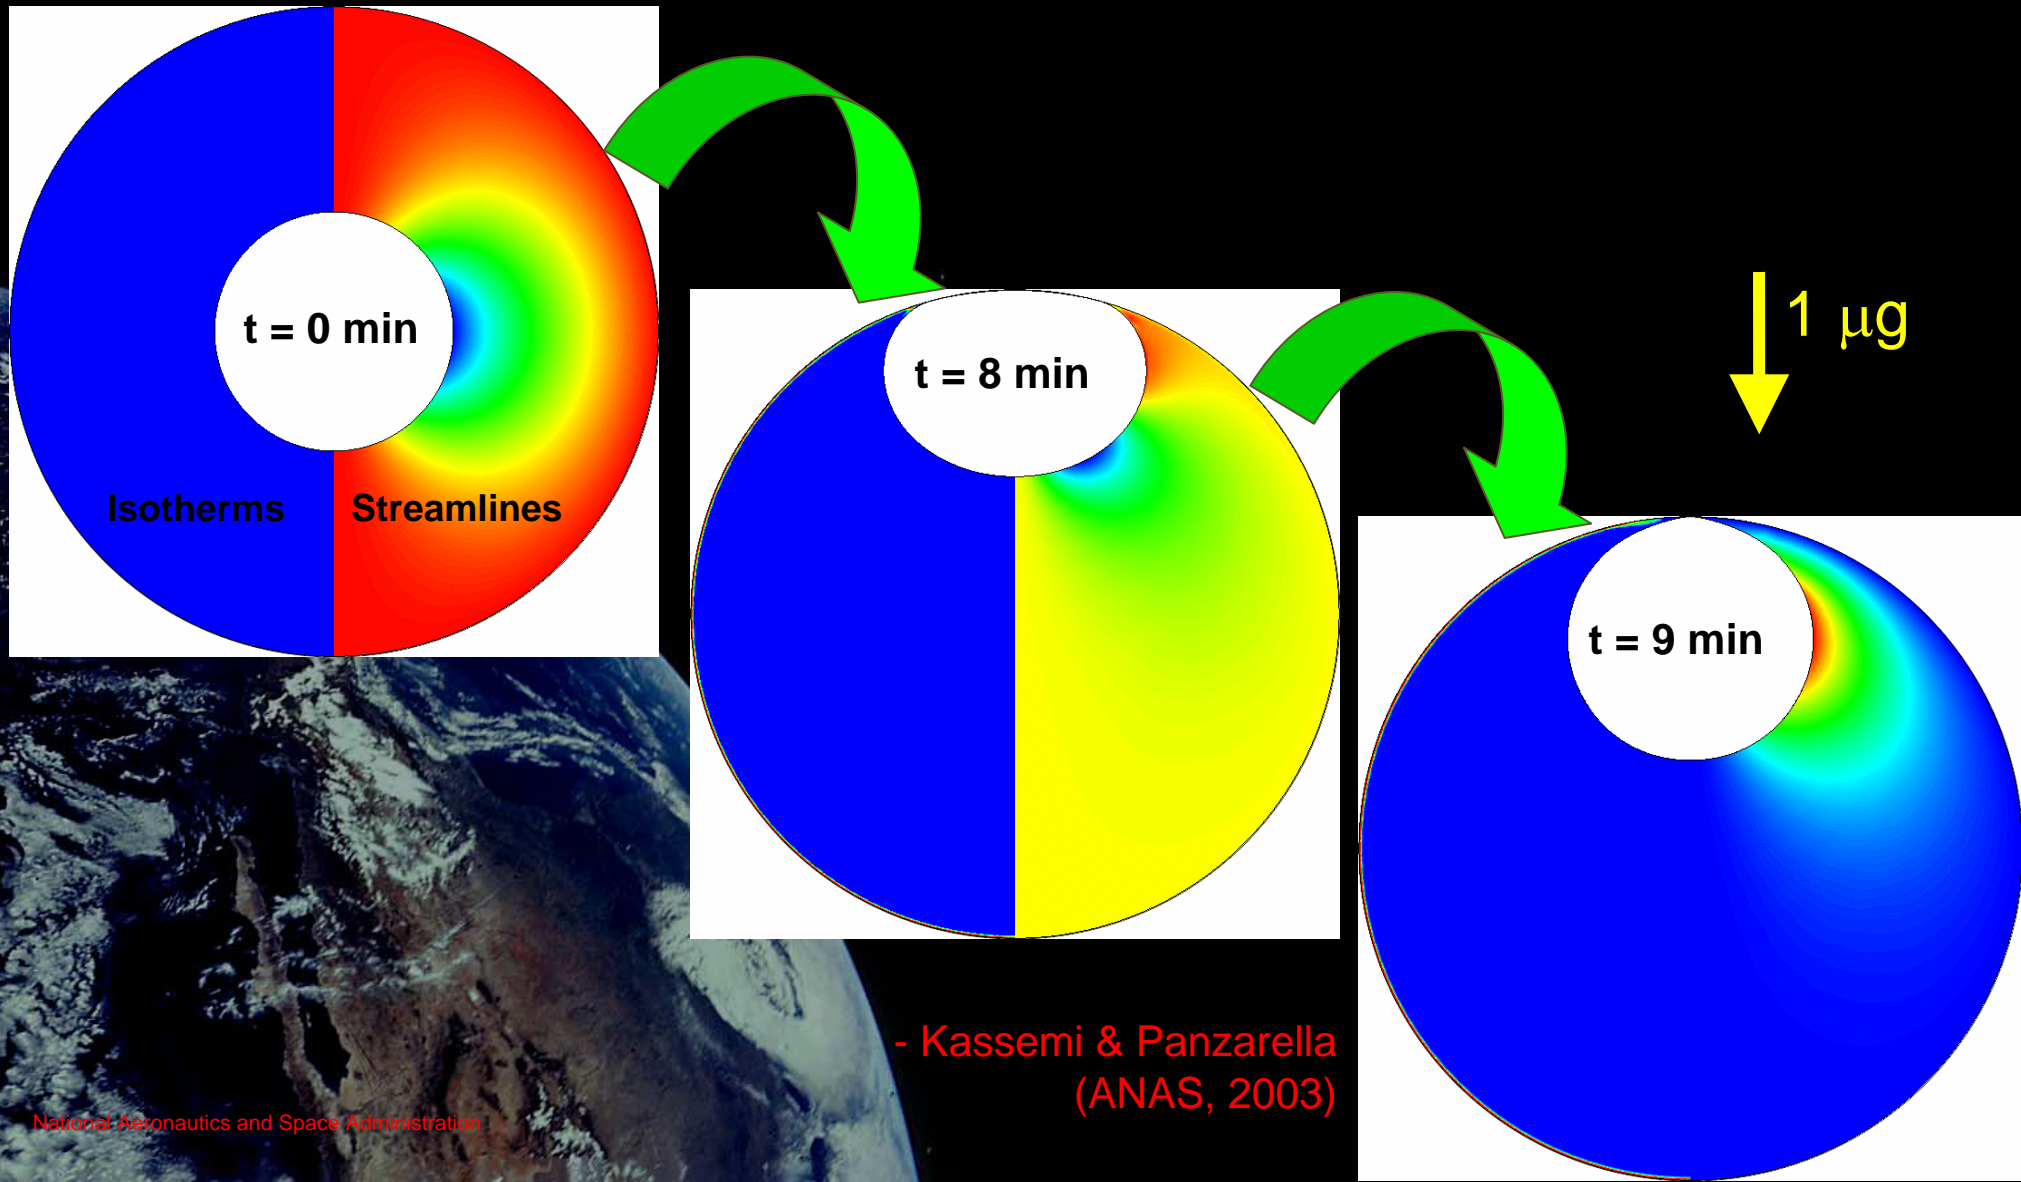 t = 0 min
Isotherms
Streamlines
t = 8 min
1 μg
t = 9 min
- Kassemi & Panzarella
(ANAS, 2003)
National Aeronautics and Space Administration